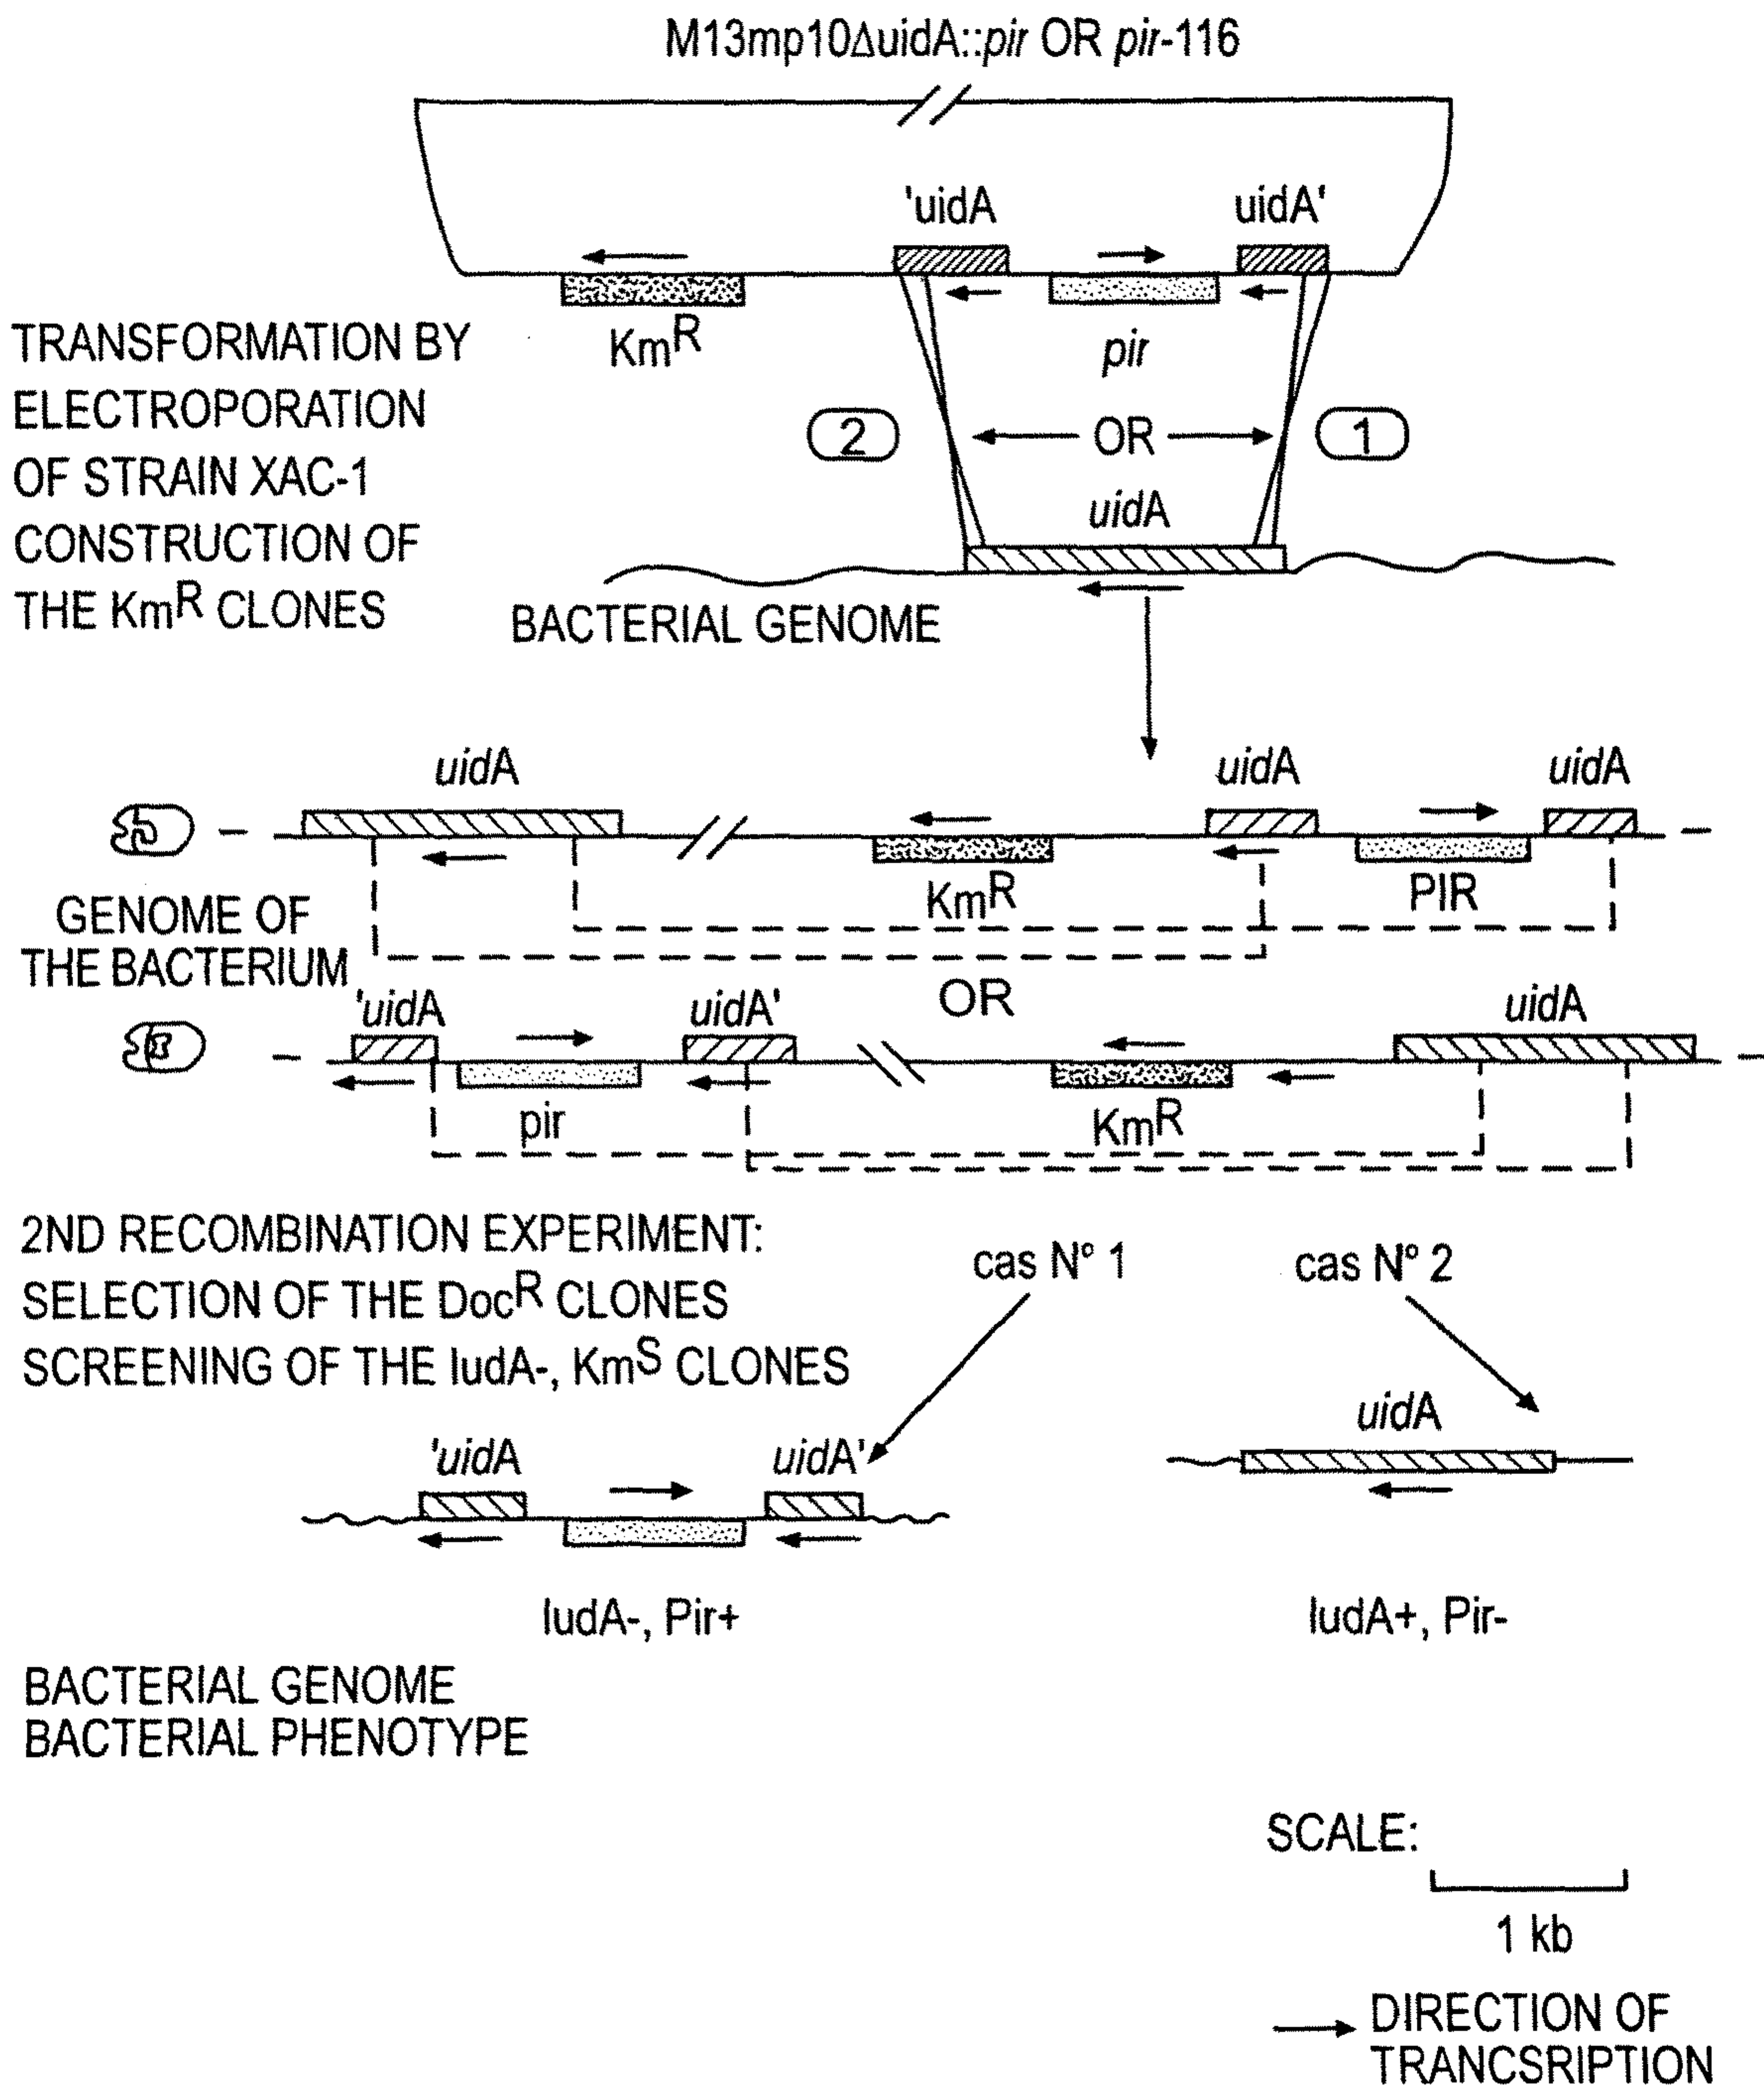 M13mp10ΔuidA::pir OR pir-116
'uidA
uidA'
KmR
pir
TRANSFORMATION BY
ELECTROPORATION
OF STRAIN XAC-1
CONSTRUCTION OF
THE KmR CLONES
2
OR
1
uidA
BACTERIAL GENOME
uidA
uidA
uidA
KmR
PIR
GENOME OF
THE BACTERIUM
OR
'uidA
uidA'
uidA
pir
KmR
2ND RECOMBINATION EXPERIMENT:
SELECTION OF THE DocR CLONES
SCREENING OF THE IudA-, KmS CLONES
cas N° 1
cas N° 2
'uidA
uidA'
uidA
IudA-, Pir+
IudA+, Pir-
BACTERIAL GENOME
BACTERIAL PHENOTYPE
SCALE:
1 kb
DIRECTION OF
TRANCSRIPTION